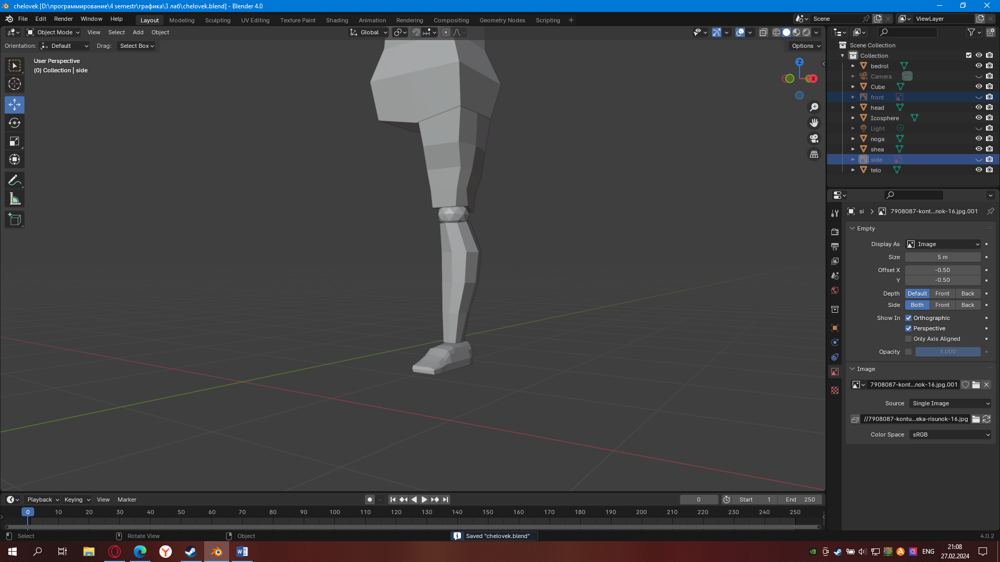 chelovek [D:\программирование\4 semestr\графика\3 лаб\chelovek.blend] - Blender 4.0
File Edit Render Window Help
Layout Modeling Sculpting UV Editing Texture Paint Shading Animation Rendering Compositing Geometry Nodes Scripting +
Scene
ViewLayer
Object Mode View Select Add Object
Global
Orientation: Default Drag: Select Box
Options
User Perspective
(0) Collection | side
Z
X
Scene Collection
Collection
bedrol
Camera
Cube
front
head
Icosphere
Light
noga
shea
side
telo
si
7908087-kont...nok-16.jpg.001
Empty
Display As Image
Size 5 m
Offset X -0.50
Y -0.50
Depth Default Front Back
Side Both Front Back
Show In Orthographic
Perspective
Only Axis Aligned
Opacity 1.000
Image
7908087-kont...nok-16.jpg.001
Source Single Image
//7908087-kontu...eka-risunok-16.jpg
Color Space sRGB
Playback Keying View Marker
0 Start 1 End 250
0 10 20 30 40 50 60 70 80 90 100 110 120 130 140 150 160 170 180 190 200 210 220 230 240 250
Select Rotate View Object
Saved "chelovek.blend"
4.0.2
ENG
21:08
27.02.2024